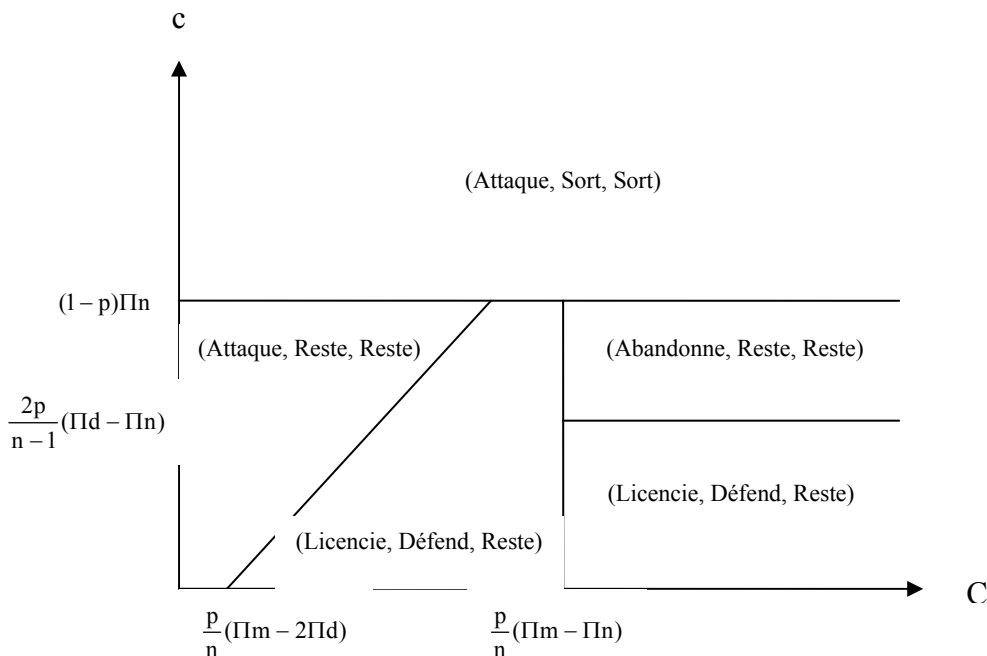 c
(Attaque, Sort, Sort)
(1 – p)Πn
(Attaque, Reste, Reste)
(Abandonne, Reste, Reste)
2p/(n – 1) (Πd – Πn)
(Licencie, Défend, Reste)
(Licencie, Défend, Reste)
C
p/n (Πm – 2Πd)
p/n (Πm – Πn)